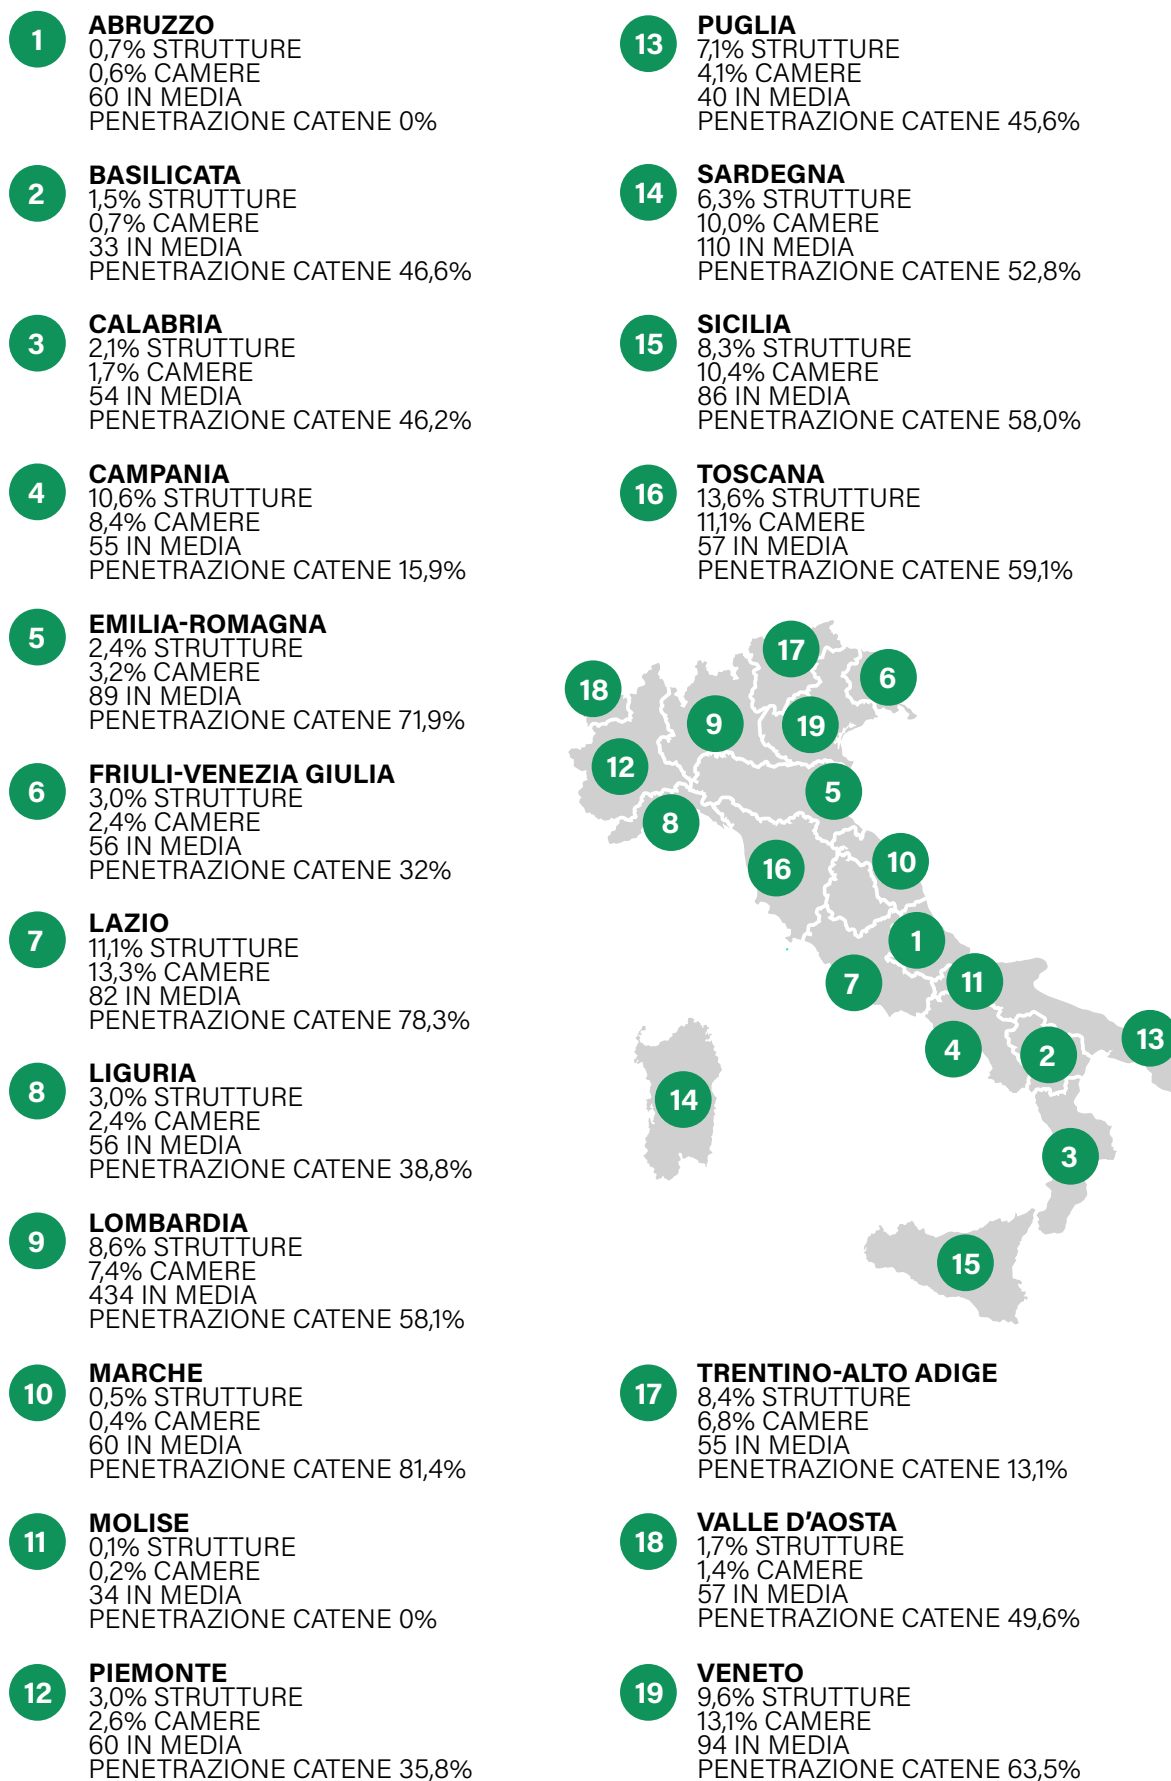 1
ABRUZZO
0,7% STRUTTURE
0,6% CAMERE
60 IN MEDIA
PENETRAZIONE CATENE 0%
2
BASILICATA
1,5% STRUTTURE
0,7% CAMERE
33 IN MEDIA
PENETRAZIONE CATENE 46,6%
3
CALABRIA
2,1% STRUTTURE
1,7% CAMERE
54 IN MEDIA
PENETRAZIONE CATENE 46,2%
4
CAMPANIA
10,6% STRUTTURE
8,4% CAMERE
55 IN MEDIA
PENETRAZIONE CATENE 15,9%
5
EMILIA-ROMAGNA
2,4% STRUTTURE
3,2% CAMERE
89 IN MEDIA
PENETRAZIONE CATENE 71,9%
6
FRIULI-VENEZIA GIULIA
3,0% STRUTTURE
2,4% CAMERE
56 IN MEDIA
PENETRAZIONE CATENE 32%
7
LAZIO
11,1% STRUTTURE
13,3% CAMERE
82 IN MEDIA
PENETRAZIONE CATENE 78,3%
8
LIGURIA
3,0% STRUTTURE
2,4% CAMERE
56 IN MEDIA
PENETRAZIONE CATENE 38,8%
9
LOMBARDIA
8,6% STRUTTURE
7,4% CAMERE
434 IN MEDIA
PENETRAZIONE CATENE 58,1%
10
MARCHE
0,5% STRUTTURE
0,4% CAMERE
60 IN MEDIA
PENETRAZIONE CATENE 81,4%
11
MOLISE
0,1% STRUTTURE
0,2% CAMERE
34 IN MEDIA
PENETRAZIONE CATENE 0%
12
PIEMONTE
3,0% STRUTTURE
2,6% CAMERE
60 IN MEDIA
PENETRAZIONE CATENE 35,8%
13
PUGLIA
7,1% STRUTTURE
4,1% CAMERE
40 IN MEDIA
PENETRAZIONE CATENE 45,6%
14
SARDEGNA
6,3% STRUTTURE
10,0% CAMERE
110 IN MEDIA
PENETRAZIONE CATENE 52,8%
15
SICILIA
8,3% STRUTTURE
10,4% CAMERE
86 IN MEDIA
PENETRAZIONE CATENE 58,0%
16
TOSCANA
13,6% STRUTTURE
11,1% CAMERE
57 IN MEDIA
PENETRAZIONE CATENE 59,1%
17
6
18
9
19
12
5
8
16
10
1
7
11
13
4
2
14
3
15
17
TRENTINO-ALTO ADIGE
8,4% STRUTTURE
6,8% CAMERE
55 IN MEDIA
PENETRAZIONE CATENE 13,1%
18
VALLE D'AOSTA
1,7% STRUTTURE
1,4% CAMERE
57 IN MEDIA
PENETRAZIONE CATENE 49,6%
19
VENETO
9,6% STRUTTURE
13,1% CAMERE
94 IN MEDIA
PENETRAZIONE CATENE 63,5%